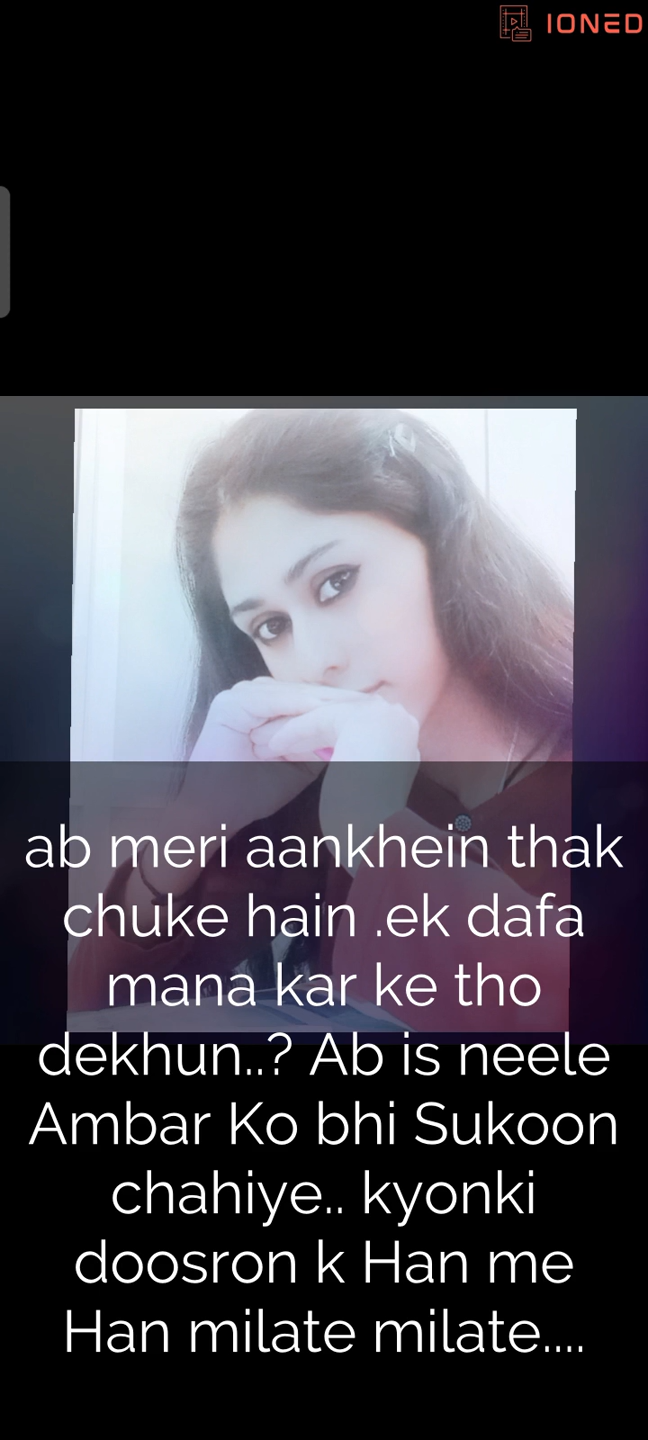 IONED
ab meri aankhein thak
chuke hain .ek dafa
mana kar ke tho
dekhun..? Ab is neele
Ambar Ko bhi Sukoon
chahiye.. kyonki
doosron k Han me
Han milate milate....